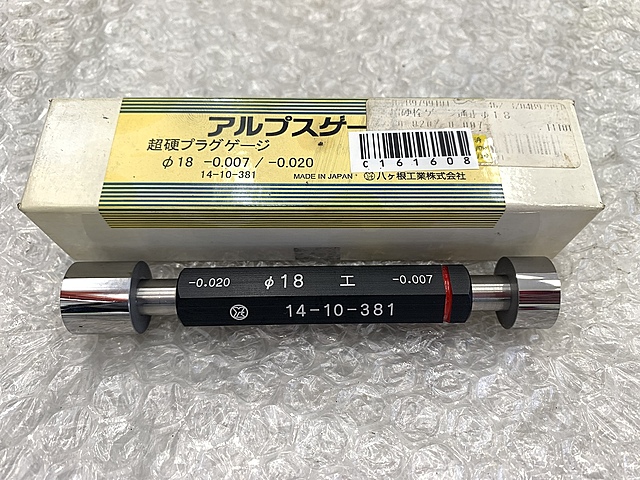 アルプスゲー
超硬プラグゲージ
φ18 -0.007 / -0.020
14-10-381
MADE IN JAPAN 八ヶ根工業株式会社
C161608
-0.020 φ18 工 -0.007
14-10-381